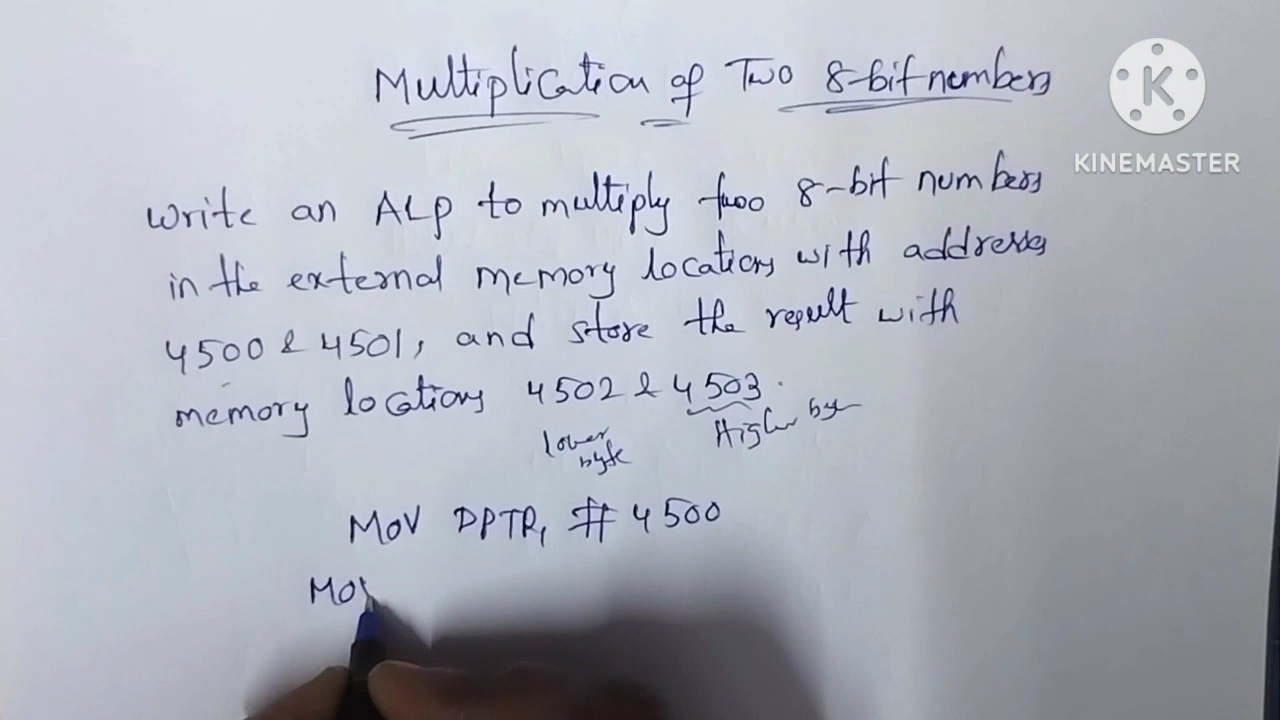 Multiplication of Two 8-bit numbers
K
KINEMASTER
write an ALP to multiply two 8-bit numbers
in the external memory locations with addresses
4500 & 4501, and store the result with
memory locations 4502 & 4503.
lower byte
Higher byte
MOV DPTR, # 4500
MOV